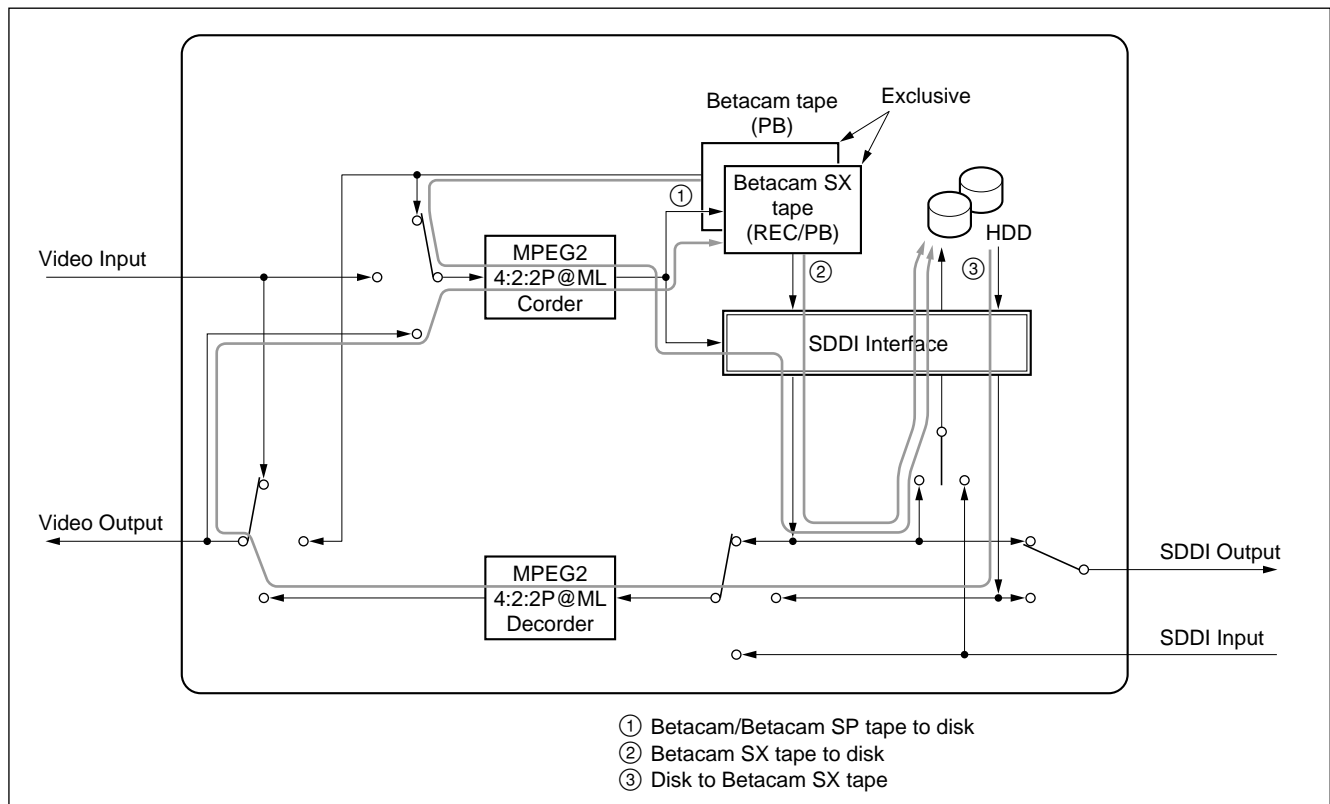 Betacam tape
(PB)
Exclusive
Betacam SX
tape
(REC/PB)
①
HDD
Video Input
MPEG2
4:2:2P@ML
Corder
②
③
SDDI Interface
Video Output
SDDI Output
MPEG2
4:2:2P@ML
Decorder
SDDI Input
① Betacam/Betacam SP tape to disk
② Betacam SX tape to disk
③ Disk to Betacam SX tape